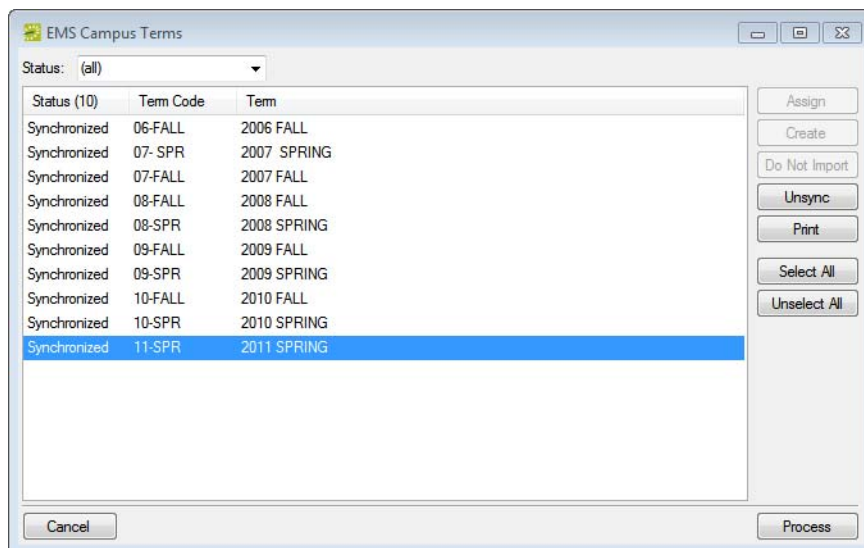 EMS Campus Terms
Status: (all)
Status (10) Term Code Term
Synchronized 06-FALL 2006 FALL
Synchronized 07- SPR 2007  SPRING
Synchronized 07-FALL 2007 FALL
Synchronized 08-FALL 2008 FALL
Synchronized 08-SPR 2008 SPRING
Synchronized 09-FALL 2009 FALL
Synchronized 09-SPR 2009 SPRING
Synchronized 10-FALL 2010 FALL
Synchronized 10-SPR 2010 SPRING
Synchronized 11-SPR 2011 SPRING
Assign
Create
Do Not Import
Unsync
Print
Select All
Unselect All
Cancel
Process